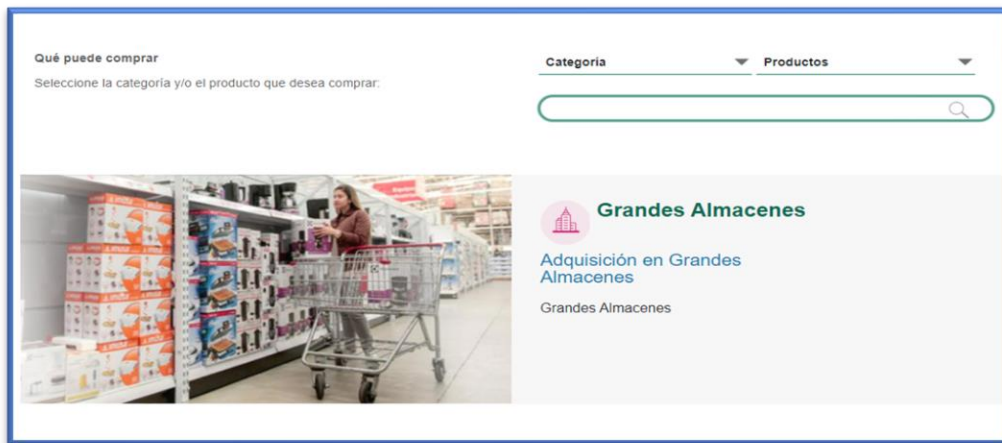 Qué puede comprar
Seleccione la categoría y/o el producto que desea comprar:
Categoría
Productos
Grandes Almacenes
Adquisición en Grandes
Almacenes
Grandes Almacenes